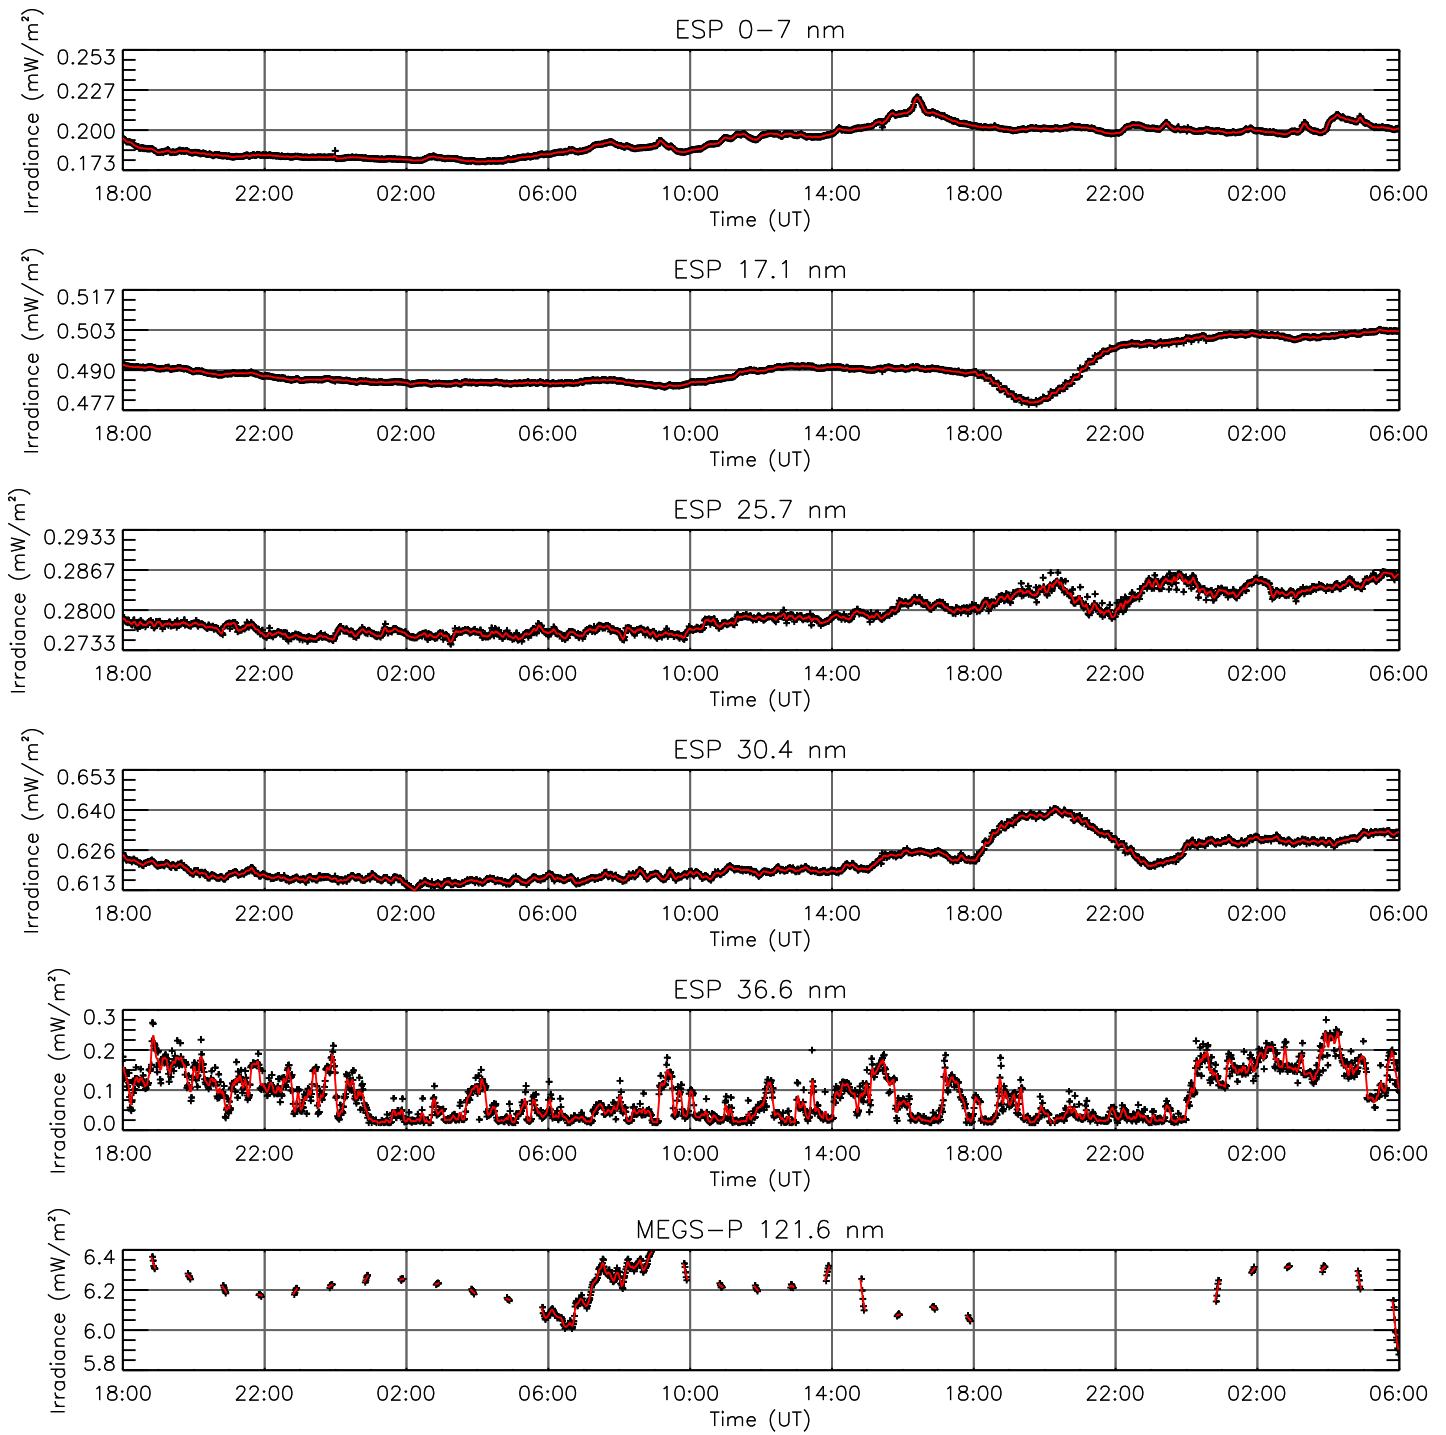 ESP 0-7 nm
Irradiance (mW/m²)
0.253
0.227
0.200
0.173
18:00 22:00 02:00 06:00 10:00 14:00 18:00 22:00 02:00 06:00
Time (UT)
ESP 17.1 nm
Irradiance (mW/m²)
0.517
0.503
0.490
0.477
18:00 22:00 02:00 06:00 10:00 14:00 18:00 22:00 02:00 06:00
Time (UT)
ESP 25.7 nm
Irradiance (mW/m²)
0.2933
0.2867
0.2800
0.2733
18:00 22:00 02:00 06:00 10:00 14:00 18:00 22:00 02:00 06:00
Time (UT)
ESP 30.4 nm
Irradiance (mW/m²)
0.653
0.640
0.626
0.613
18:00 22:00 02:00 06:00 10:00 14:00 18:00 22:00 02:00 06:00
Time (UT)
ESP 36.6 nm
Irradiance (mW/m²)
0.3
0.2
0.1
0.0
18:00 22:00 02:00 06:00 10:00 14:00 18:00 22:00 02:00 06:00
Time (UT)
MEGS-P 121.6 nm
Irradiance (mW/m²)
6.4
6.2
6.0
5.8
18:00 22:00 02:00 06:00 10:00 14:00 18:00 22:00 02:00 06:00
Time (UT)